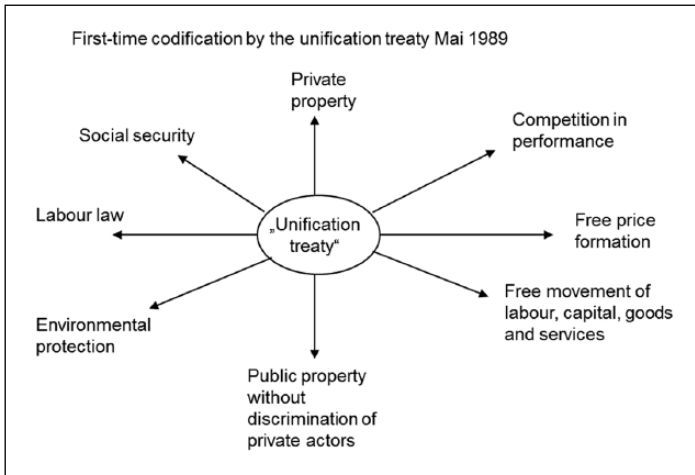 First-time codification by the unification treaty Mai 1989
Private
property
Social security
Competition in
performance
Labour law
„Unification
treaty“
Free price
formation
Environmental
protection
Free movement of
labour, capital, goods
and services
Public property
without
discrimination of
private actors